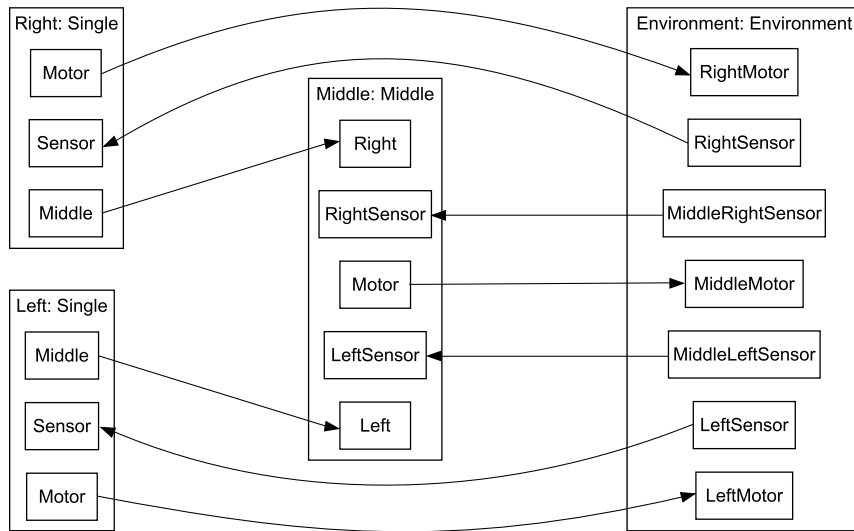 Right: Single
Motor
Sensor
Middle
Left: Single
Middle
Sensor
Motor
Middle: Middle
Right
RightSensor
Motor
LeftSensor
Left
Environment: Environment
RightMotor
RightSensor
MiddleRightSensor
MiddleMotor
MiddleLeftSensor
LeftSensor
LeftMotor